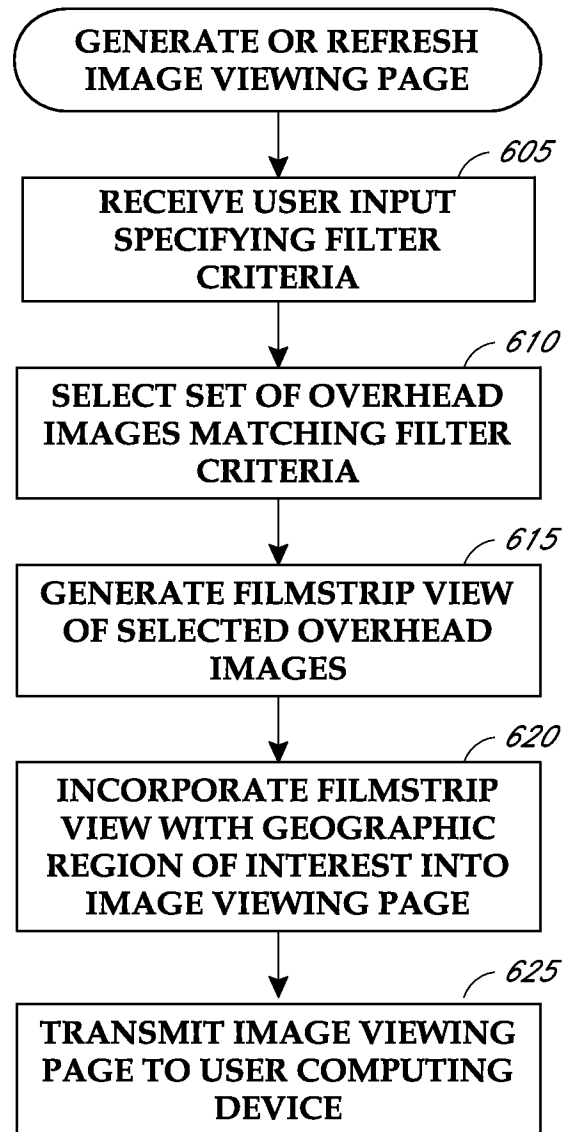 GENERATE OR REFRESH
IMAGE VIEWING PAGE
605
RECEIVE USER INPUT
SPECIFYING FILTER
CRITERIA
610
SELECT SET OF OVERHEAD
IMAGES MATCHING FILTER
CRITERIA
615
GENERATE FILMSTRIP VIEW
OF SELECTED OVERHEAD
IMAGES
620
INCORPORATE FILMSTRIP
VIEW WITH GEOGRAPHIC
REGION OF INTEREST INTO
IMAGE VIEWING PAGE
625
TRANSMIT IMAGE VIEWING
PAGE TO USER COMPUTING
DEVICE